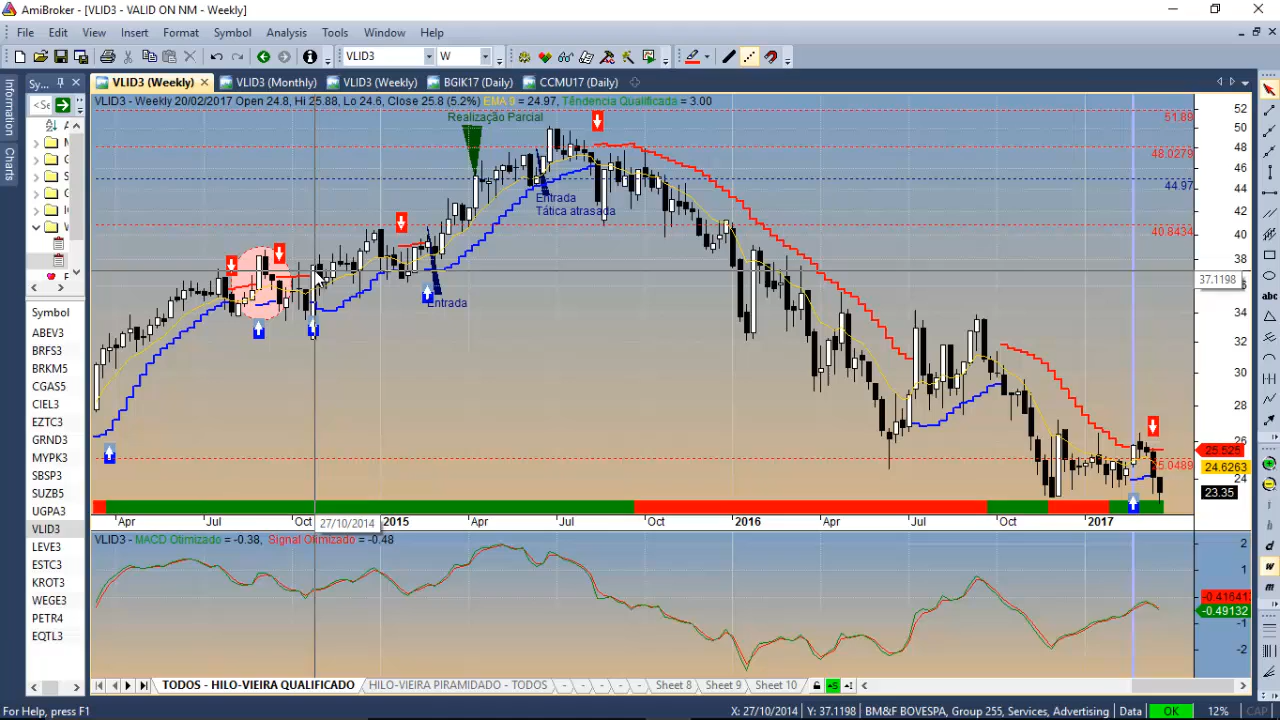 AmiBroker - [VLID3 - VALID ON NM - Weekly]
File Edit View Insert Format Symbol Analysis Tools Window Help
VLID3 W
Information
Charts
Sy...
VLID3 (Weekly) VLID3 (Monthly) VLID3 (Weekly) BGIK17 (Daily) CCMU17 (Daily)
VLID3 - Weekly 20/02/2017 Open 24.8, Hi 25.88, Lo 24.6, Close 25.8 (5.2%) EMA 9 = 24.97, Têndencia Qualificada = 3.00
Realização Parcial
Entrada
Tática atrasada
Entrada
52
51.89
50
48.0279
48
46
44.97
44
42
40.8434
40
38
37.1198
34
32
30
28
26
25.525
25.0489
24.6263
24
23.35
Symbol
ABEV3
BRFS3
BRKM5
CGAS5
CIEL3
EZTC3
GRND3
MYPK3
SBSP3
SUZB5
UGPA3
VLID3
LEVE3
ESTC3
KROT3
WEGE3
PETR4
EQTL3
Apr Jul Oct 27/10/2014 2015 Apr Jul Oct 2016 Apr Jul Oct 2017
VLID3 - MACD Otimizado = -0.38, Signal Otimizado = -0.48
2
1
-0.41641
-0.49132
-1
-2
TODOS - HILO-VIEIRA QUALIFICADO HILO-VIEIRA PIRAMIDADO - TODOS - - - - - Sheet 8 Sheet 9 Sheet 10
For Help, press F1 X: 27/10/2014 Y: 37.1198 BM&F BOVESPA, Group 255, Services, Advertising Data OK 12% CAP